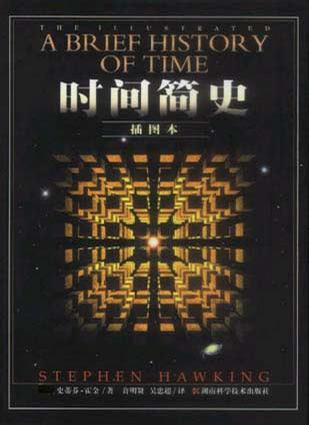 THE ILLUSTRATED
A BRIEF HISTORY
OF TIME
时间简史
插图本
STEPHEN HAWKING
史蒂芬·霍金/著 许明贤 吴忠超/译 湖南科学技术出版社